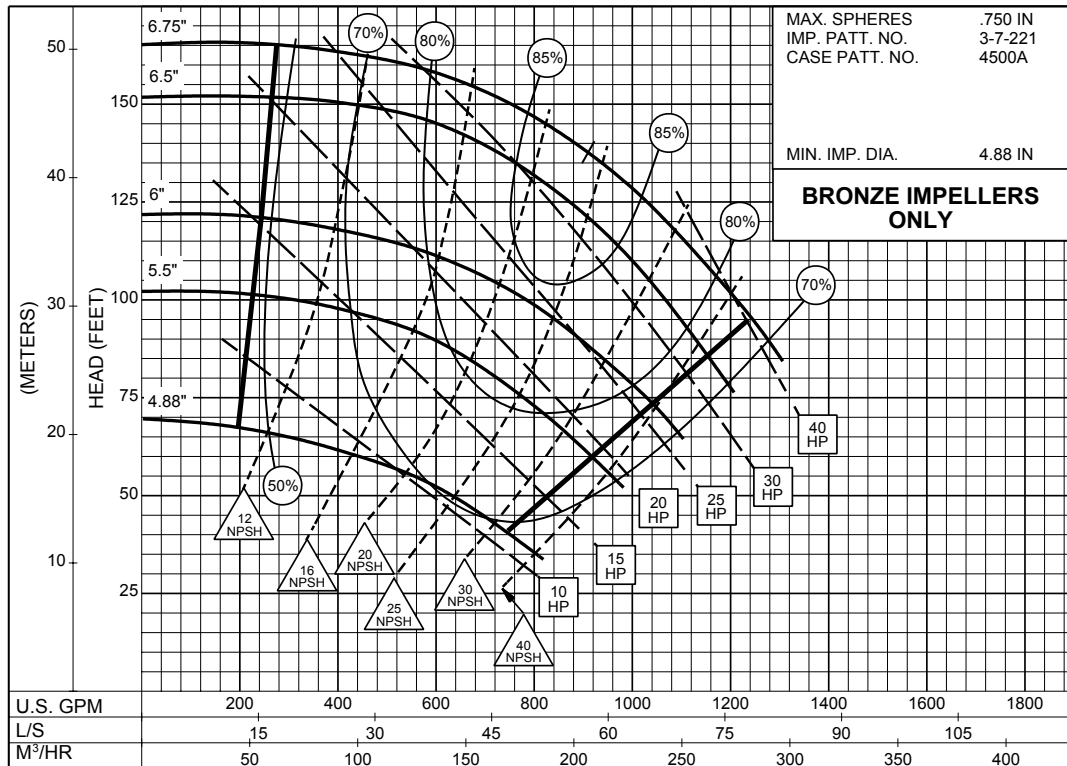 MAX. SPHERES .750 IN
IMP. PATT. NO. 3-7-221
CASE PATT. NO. 4500A
MIN. IMP. DIA. 4.88 IN
BRONZE IMPELLERS
ONLY
6.75"
6.5"
6"
5.5"
4.88"
70%
80%
85%
85%
80%
70%
50%
(METERS)
50
40
30
20
10
HEAD (FEET)
150
125
100
75
50
25
12
NPSH
16
NPSH
20
NPSH
25
NPSH
30
NPSH
40
NPSH
10
HP
15
HP
20
HP
25
HP
30
HP
40
HP
U.S. GPM 200 400 600 800 1000 1200 1400 1600 1800
L/S 15 30 45 60 75 90 105
M³/HR 50 100 150 200 250 300 350 400